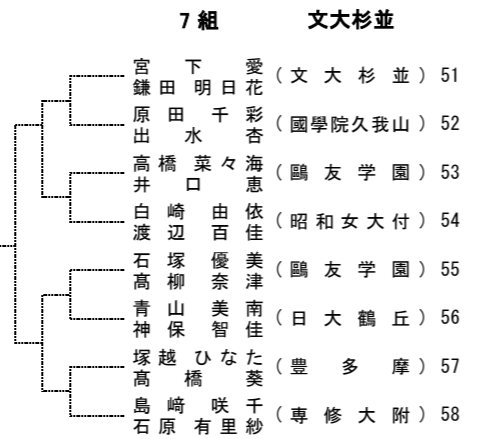 7 組 文大杉並
宮下 愛
鎌田 明日花
(文大杉並) 51
原田 千彩
出水 杏
(國學院久我山) 52
高橋 菜々海
井口 恵
(鷗友学園) 53
白崎 由依
渡辺 百佳
(昭和女大付) 54
石塚 優美
髙柳 奈津
(鷗友学園) 55
青山 美南
神保 智佳
(日大鶴丘) 56
塚越 ひなた
髙橋 葵
(豊多摩) 57
島﨑 咲千
石原 有里紗
(専修大附) 58